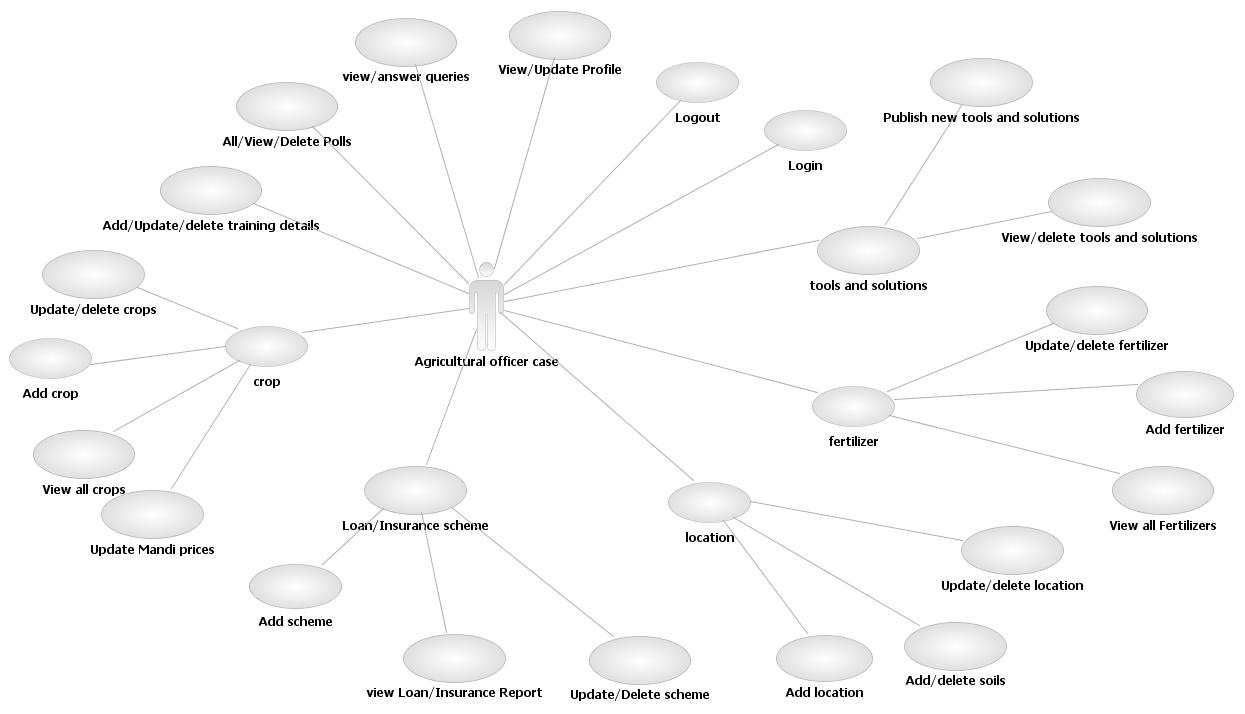 view/answer queries
View/Update Profile
Logout
Publish new tools and solutions
All/View/Delete Polls
Login
Add/Update/delete training details
View/delete tools and solutions
tools and solutions
Update/delete crops
Update/delete fertilizer
Agricultural officer case
crop
Add crop
Add fertilizer
fertilizer
View all crops
Loan/Insurance scheme
View all Fertilizers
location
Update Mandi prices
Update/delete location
Add scheme
Add/delete soils
view Loan/Insurance Report
Update/Delete scheme
Add location